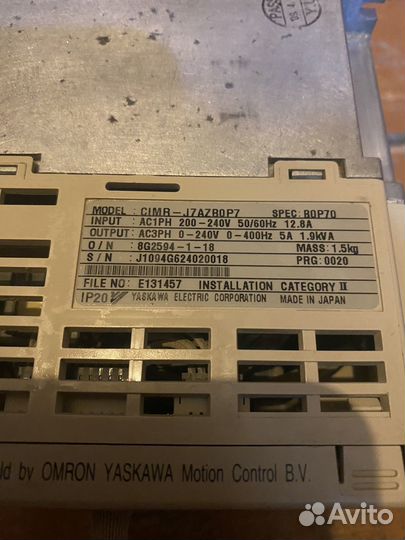 PASS
MODEL : CIMR-J7AZB0P7 SPEC: B0P70
INPUT : AC1PH 200-240V 50/60Hz 12.8A
OUTPUT: AC3PH 0-240V 0-400Hz 5A 1.9kVA
O/N : 8G2594-1-18 MASS: 1.5kg
S/N : J1094G624020018 PRG: 0020
FILE NO: E131457 INSTALLATION CATEGORY II
IP20 YASKAWA ELECTRIC CORPORATION MADE IN JAPAN
ld by OMRON YASKAWA Motion Control B.V.
Avito